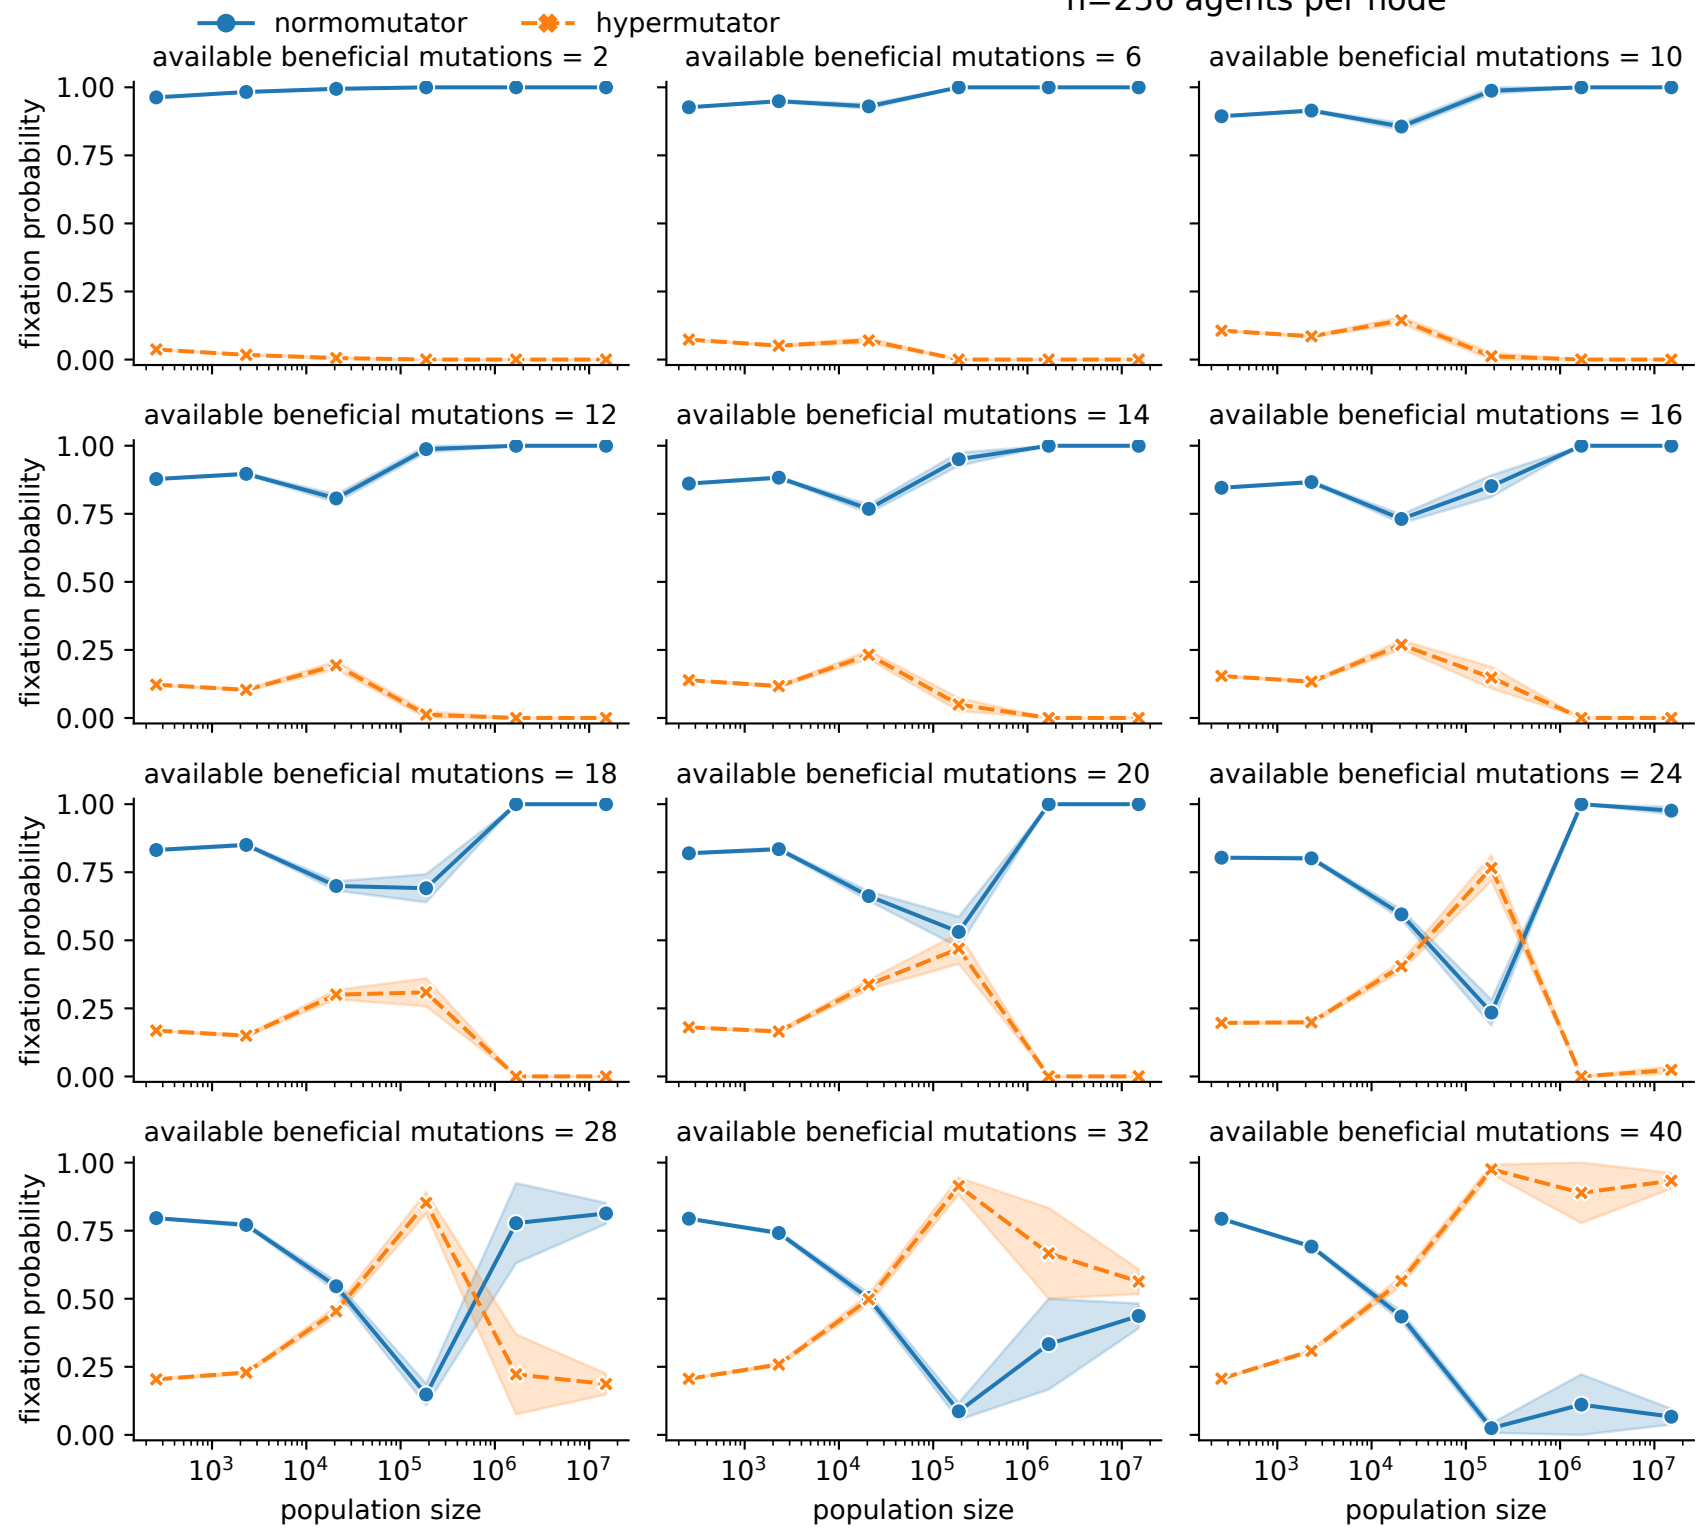 n=256 agents per node
normomutator hypermutator
available beneficial mutations = 2 available beneficial mutations = 6 available beneficial mutations = 10
1.00
0.75
0.50
0.25
0.00
fixation probability
available beneficial mutations = 12 available beneficial mutations = 14 available beneficial mutations = 16
1.00
0.75
0.50
0.25
0.00
fixation probability
available beneficial mutations = 18 available beneficial mutations = 20 available beneficial mutations = 24
1.00
0.75
0.50
0.25
0.00
fixation probability
available beneficial mutations = 28 available beneficial mutations = 32 available beneficial mutations = 40
1.00
0.75
0.50
0.25
0.00
fixation probability
10³ 10⁴ 10⁵ 10⁶ 10⁷ 10³ 10⁴ 10⁵ 10⁶ 10⁷ 10³ 10⁴ 10⁵ 10⁶ 10⁷
population size population size population size